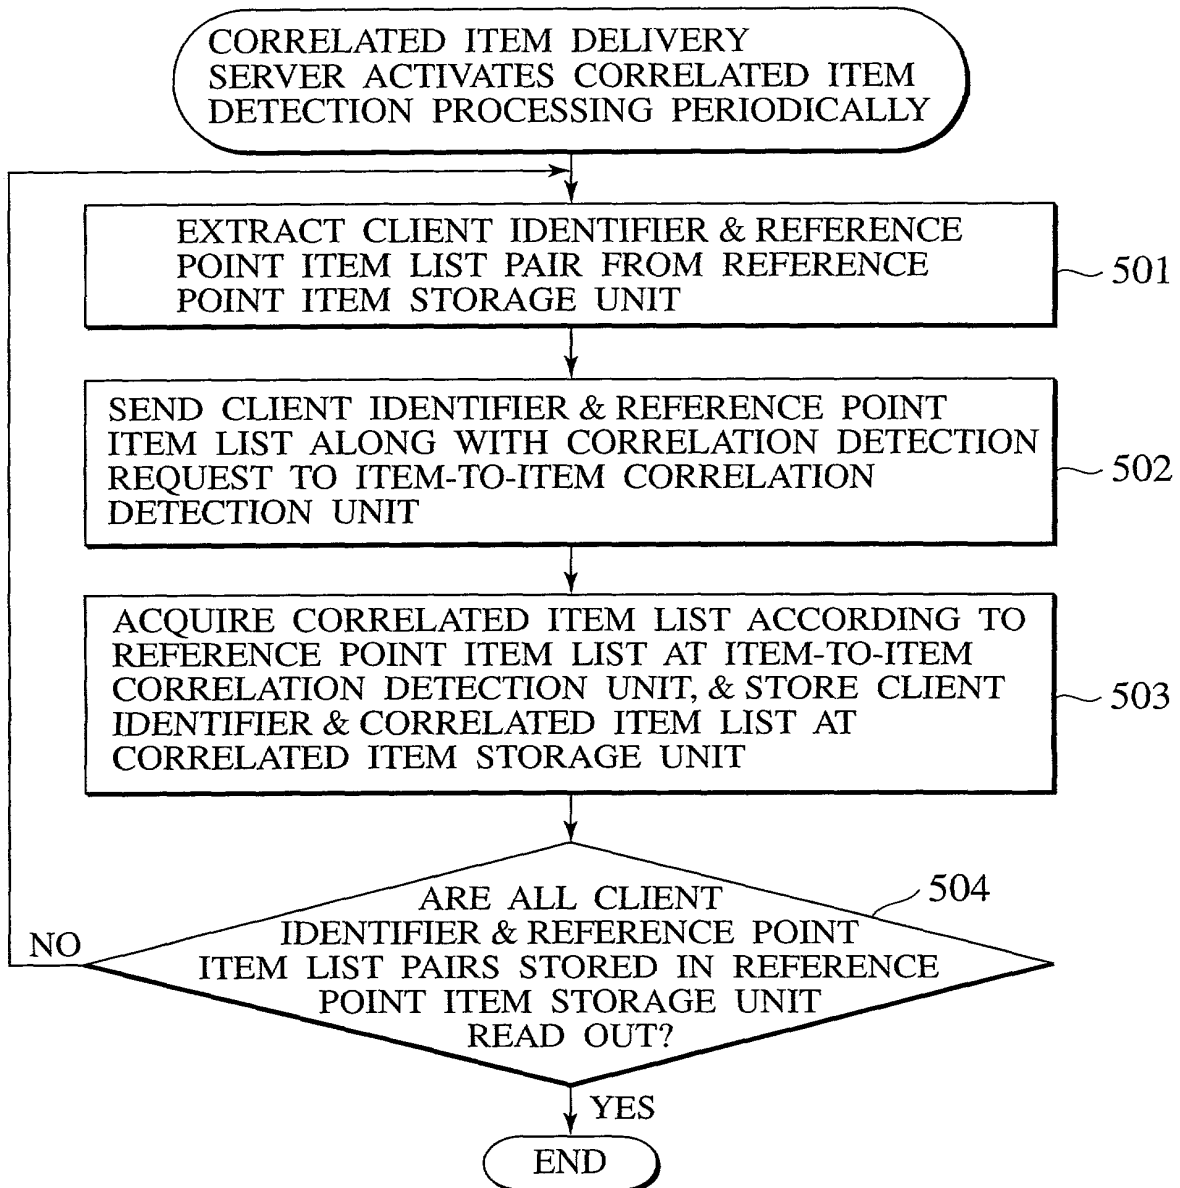 CORRELATED ITEM DELIVERY
SERVER ACTIVATES CORRELATED ITEM
DETECTION PROCESSING PERIODICALLY
EXTRACT CLIENT IDENTIFIER & REFERENCE
POINT ITEM LIST PAIR FROM REFERENCE
POINT ITEM STORAGE UNIT
501
SEND CLIENT IDENTIFIER & REFERENCE POINT
ITEM LIST ALONG WITH CORRELATION DETECTION
REQUEST TO ITEM-TO-ITEM CORRELATION
DETECTION UNIT
502
ACQUIRE CORRELATED ITEM LIST ACCORDING TO
REFERENCE POINT ITEM LIST AT ITEM-TO-ITEM
CORRELATION DETECTION UNIT, & STORE CLIENT
IDENTIFIER & CORRELATED ITEM LIST AT
CORRELATED ITEM STORAGE UNIT
503
ARE ALL CLIENT
IDENTIFIER & REFERENCE POINT
ITEM LIST PAIRS STORED IN REFERENCE
POINT ITEM STORAGE UNIT
READ OUT?
504
NO
YES
END